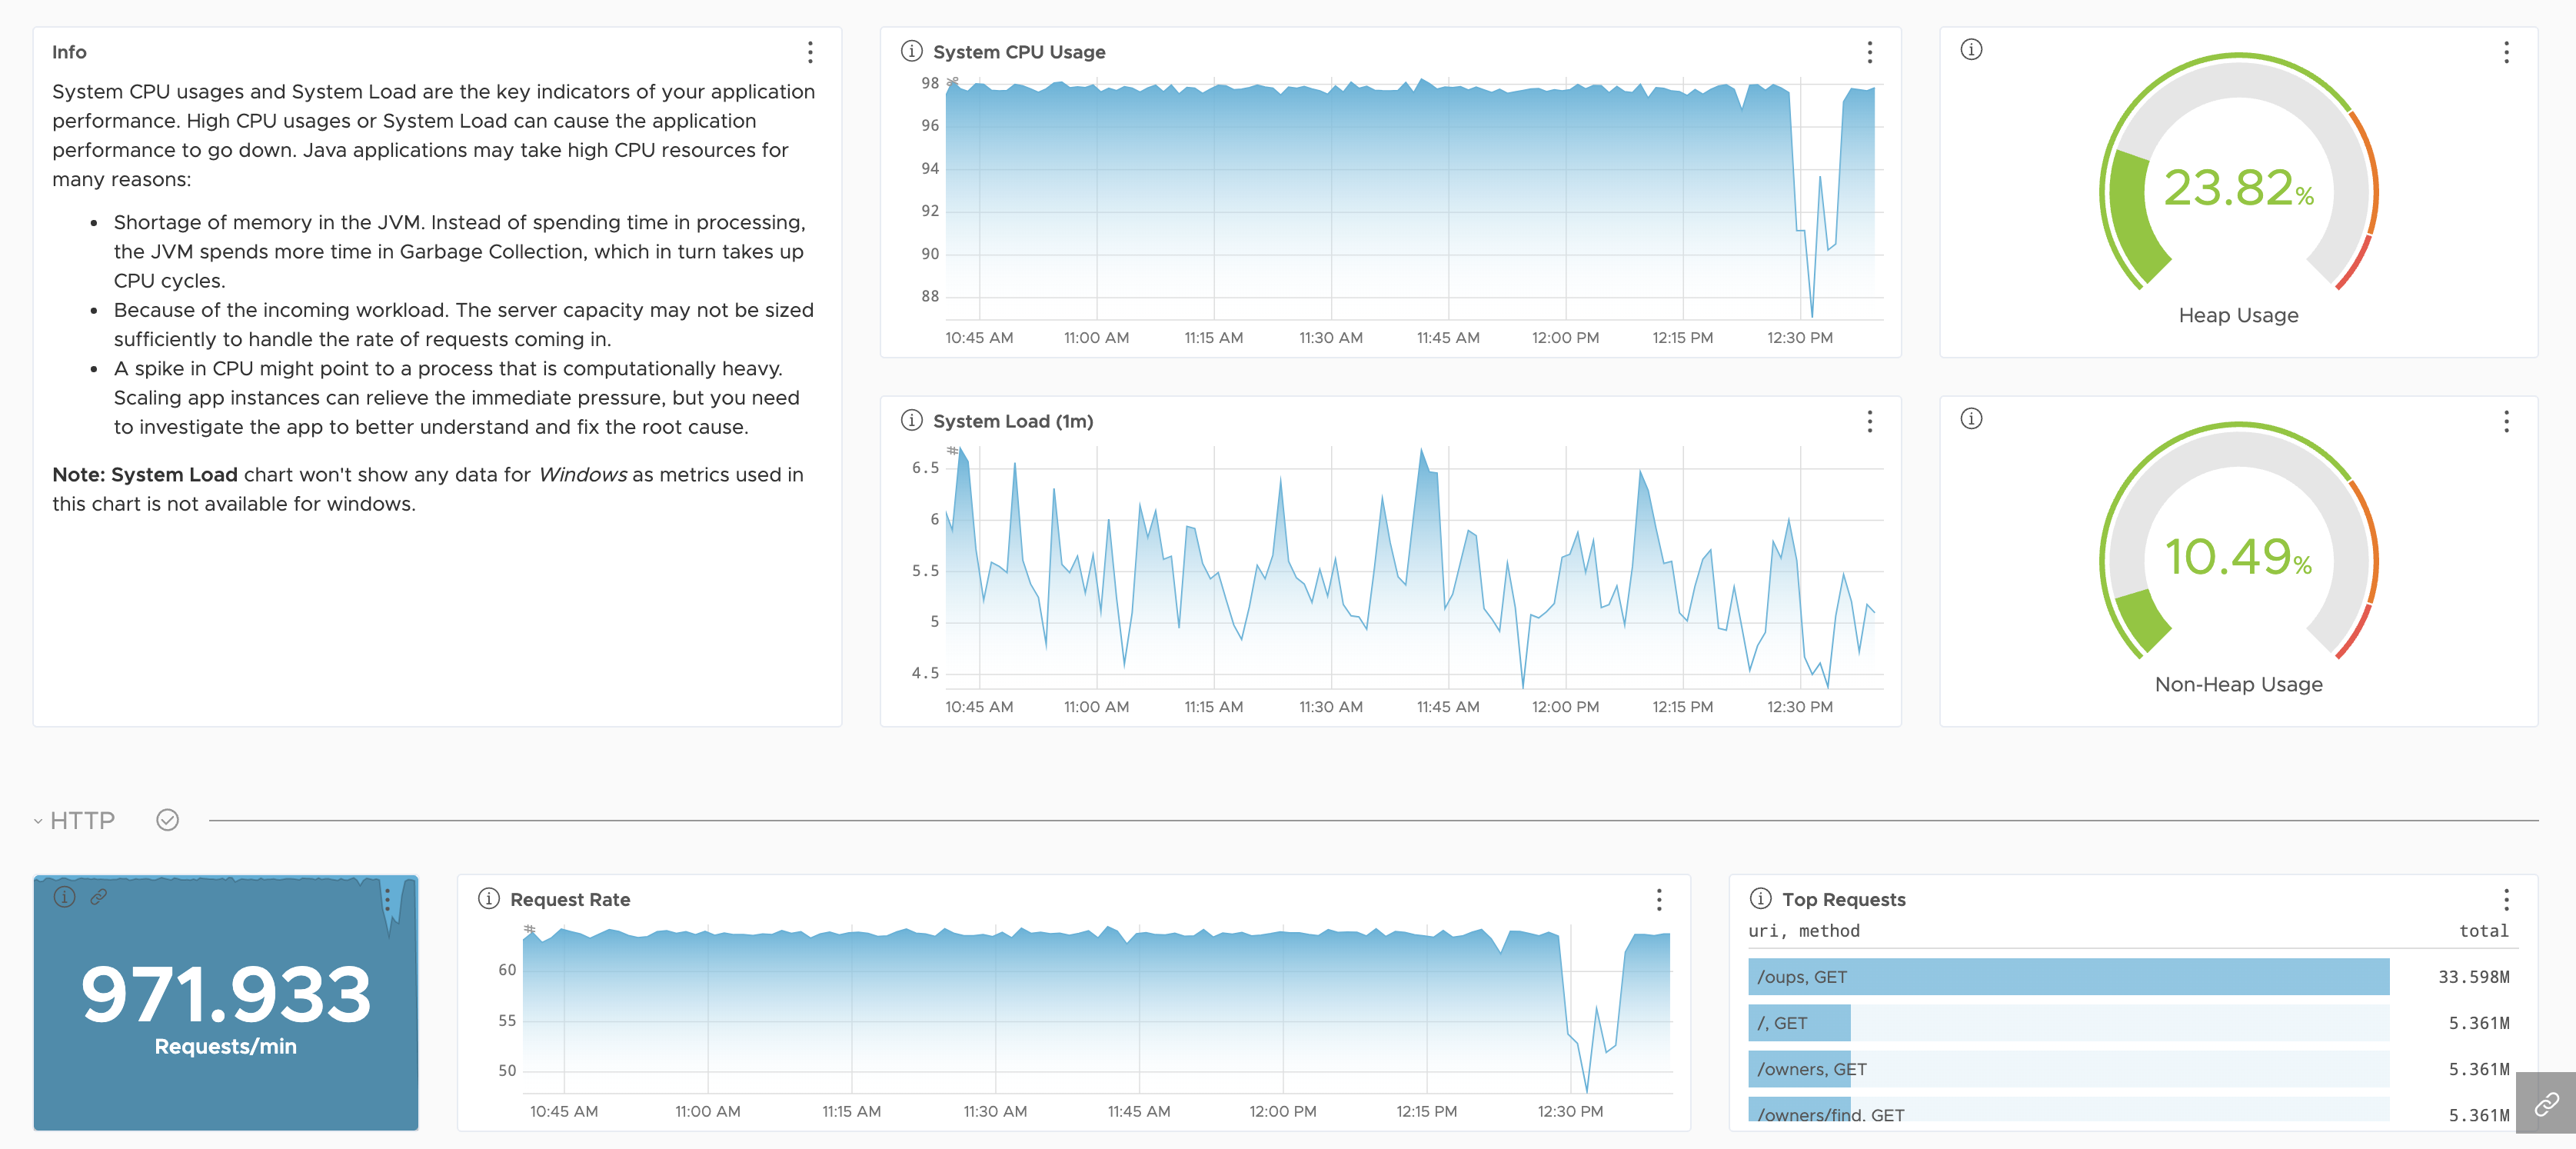 Info
System CPU usages and System Load are the key indicators of your application
performance. High CPU usages or System Load can cause the application
performance to go down. Java applications may take high CPU resources for
many reasons:
• Shortage of memory in the JVM. Instead of spending time in processing,
the JVM spends more time in Garbage Collection, which in turn takes up
CPU cycles.
• Because of the incoming workload. The server capacity may not be sized
sufficiently to handle the rate of requests coming in.
• A spike in CPU might point to a process that is computationally heavy.
Scaling app instances can relieve the immediate pressure, but you need
to investigate the app to better understand and fix the root cause.
Note: System Load chart won't show any data for Windows as metrics used in
this chart is not available for windows.
System CPU Usage
%
98
96
94
92
90
88
10:45 AM 11:00 AM 11:15 AM 11:30 AM 11:45 AM 12:00 PM 12:15 PM 12:30 PM
23.82%
Heap Usage
System Load (1m)
#
6.5
6
5.5
5
4.5
10:45 AM 11:00 AM 11:15 AM 11:30 AM 11:45 AM 12:00 PM 12:15 PM 12:30 PM
10.49%
Non-Heap Usage
HTTP
971.933
Requests/min
Request Rate
#
60
55
50
10:45 AM 11:00 AM 11:15 AM 11:30 AM 11:45 AM 12:00 PM 12:15 PM 12:30 PM
Top Requests
uri, method total
/oups, GET 33.598M
/, GET 5.361M
/owners, GET 5.361M
/owners/find, GET 5.361M